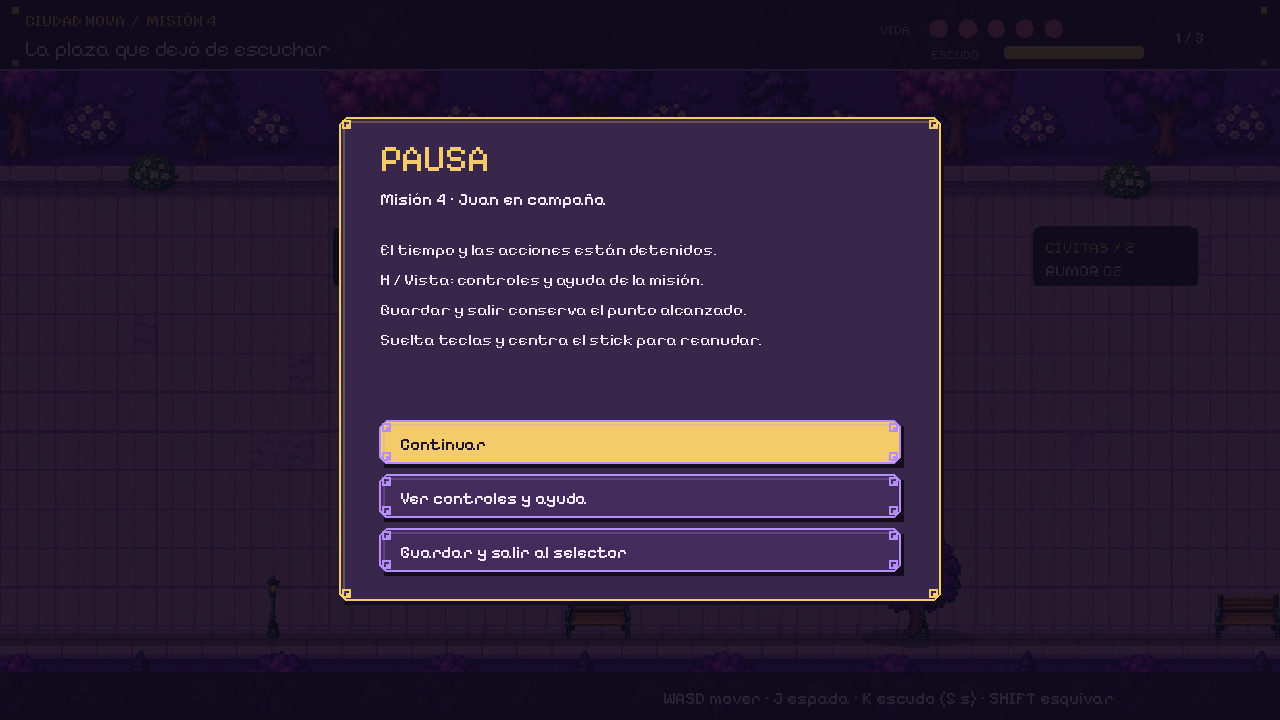 CIUDAD NOVA / MISIÓN 4
La plaza que dejó de escuchar
VIDA
ESCUDO
1 / 3
PAUSA
Misión 4 · Juan en campaña
El tiempo y las acciones están detenidos.
H / Vista: controles y ayuda de la misión.
Guardar y salir conserva el punto alcanzado.
Suelta teclas y centra el stick para reanudar.
CIVITAS / 2
RUMOR 02
Continuar
Ver controles y ayuda
Guardar y salir al selector
WASD mover · J espada · K escudo (5 s) · SHIFT esquivar